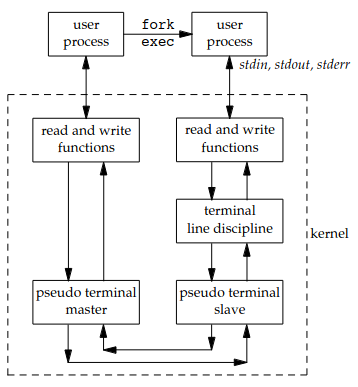 user
process
fork
exec
user
process
stdin, stdout, stderr
read and write
functions
read and write
functions
terminal
line discipline
kernel
pseudo terminal
master
pseudo terminal
slave